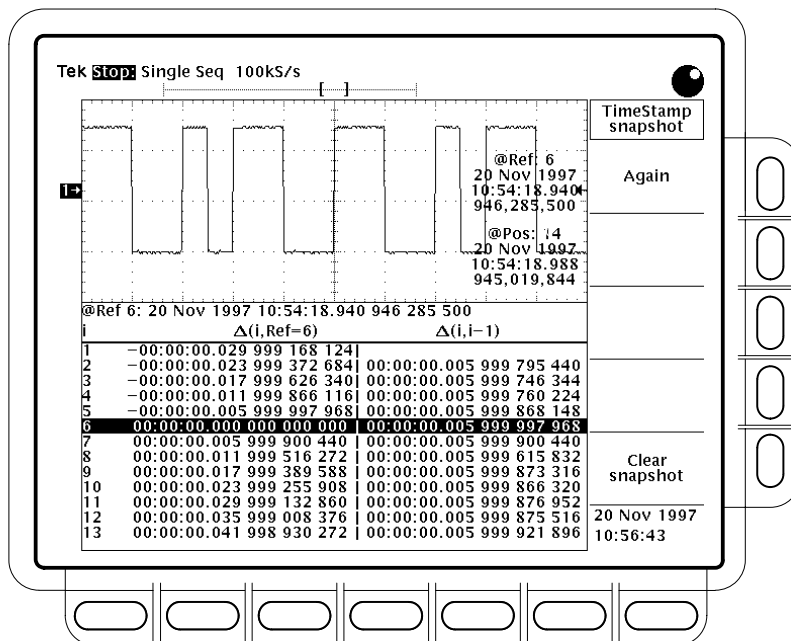 Tek Stop: Single Seq 100kS/s
[ ]
TimeStamp
snapshot
@Ref: 6
20 Nov 1997
10:54:18.940
946,285,500
Again
1→
@Pos: 14
20 Nov 1997
10:54:18.988
945,019,844
@Ref 6: 20 Nov 1997 10:54:18.940 946 285 500
i Δ(i,Ref=6) Δ(i,i−1)
1 −00:00:00.029 999 168 124|
2 −00:00:00.023 999 372 684| 00:00:00.005 999 795 440
3 −00:00:00.017 999 626 340| 00:00:00.005 999 746 344
4 −00:00:00.011 999 866 116| 00:00:00.005 999 760 224
5 −00:00:00.005 999 997 968| 00:00:00.005 999 868 148
6 00:00:00.000 000 000 000| 00:00:00.005 999 997 968
7 00:00:00.005 999 900 440 | 00:00:00.005 999 900 440
8 00:00:00.011 999 516 272 | 00:00:00.005 999 615 832
9 00:00:00.017 999 389 588 | 00:00:00.005 999 873 316
10 00:00:00.023 999 255 908 | 00:00:00.005 999 866 320
11 00:00:00.029 999 132 860 | 00:00:00.005 999 876 952
12 00:00:00.035 999 008 376 | 00:00:00.005 999 875 516
13 00:00:00.041 998 930 272 | 00:00:00.005 999 921 896
Clear
snapshot
20 Nov 1997
10:56:43